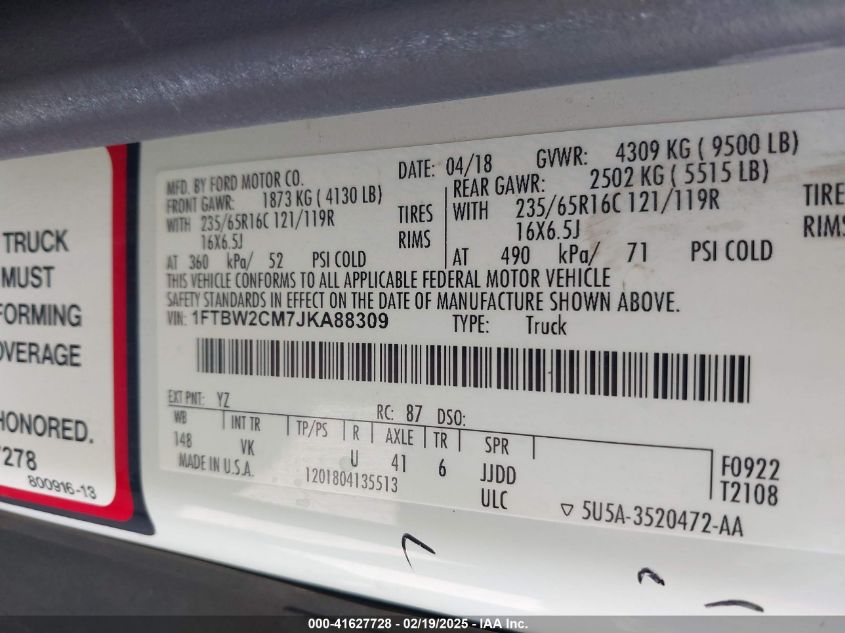 TRUCK
MUST
FORMING
OVERAGE
HONORED.
7278
800916-13
MFD. BY FORD MOTOR CO.
DATE: 04/18 GVWR: 4309 KG ( 9500 LB)
FRONT GAWR: 1873 KG ( 4130 LB)
REAR GAWR: 2502 KG ( 5515 LB)
WITH 235/65R16C 121/119R TIRES
WITH 235/65R16C 121/119R TIRES
16X6.5J RIMS
16X6.5J RIMS
AT 360 kPa/ 52 PSI COLD
AT 490 kPa/ 71 PSI COLD
THIS VEHICLE CONFORMS TO ALL APPLICABLE FEDERAL MOTOR VEHICLE
SAFETY STANDARDS IN EFFECT ON THE DATE OF MANUFACTURE SHOWN ABOVE.
VIN: 1FTBW2CM7JKA88309 TYPE: Truck
EXT PNT: YZ RC: 87 DSO:
WB INT TR TP/PS R AXLE TR SPR
148 VK U 41 6 JJDD
MADE IN U.S.A. 1201804135513 ULC
F0922
T2108
5U5A-3520472-AA
000-41627728 - 02/19/2025 - IAA Inc.